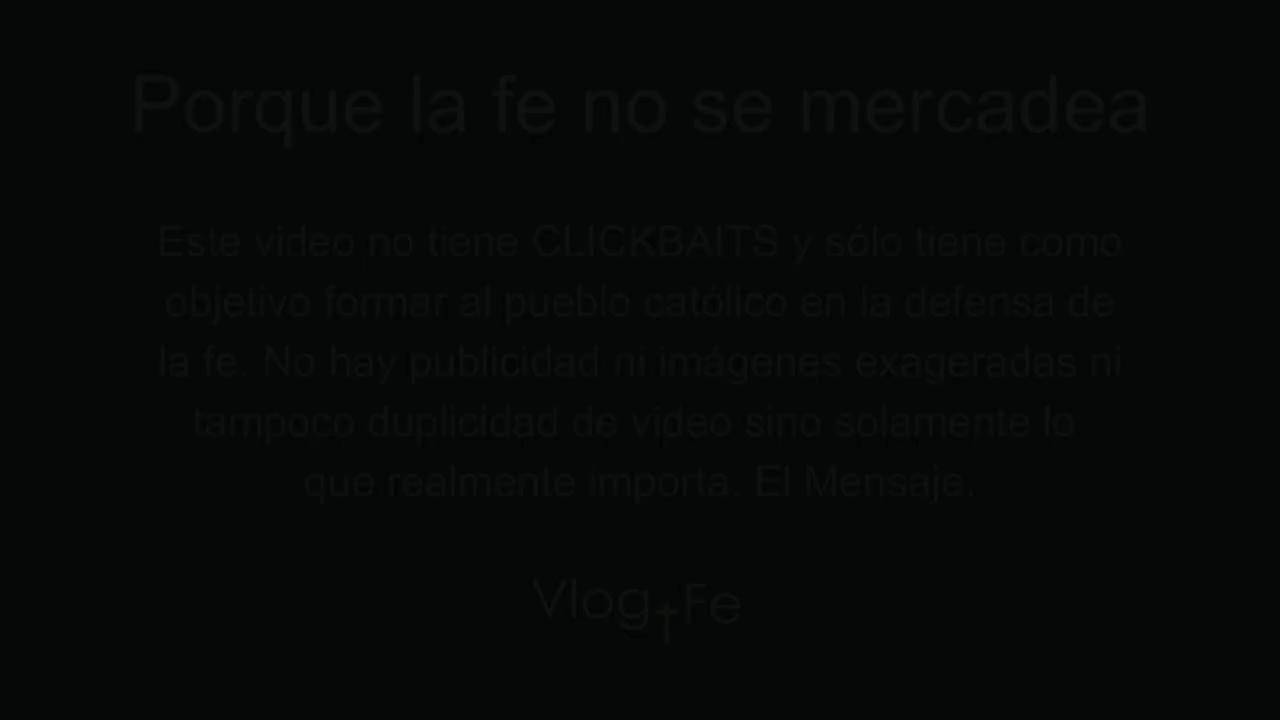 Porque la fe no se mercadea
Este video no tiene CLICKBAITS y sólo tiene como
objetivo formar al pueblo católico en la defensa de
la fe. No hay publicidad ni imágenes exageradas ni
tampoco duplicidad de vídeo sino solamente lo
que realmente importa. El Mensaje.
Vlog†Fe